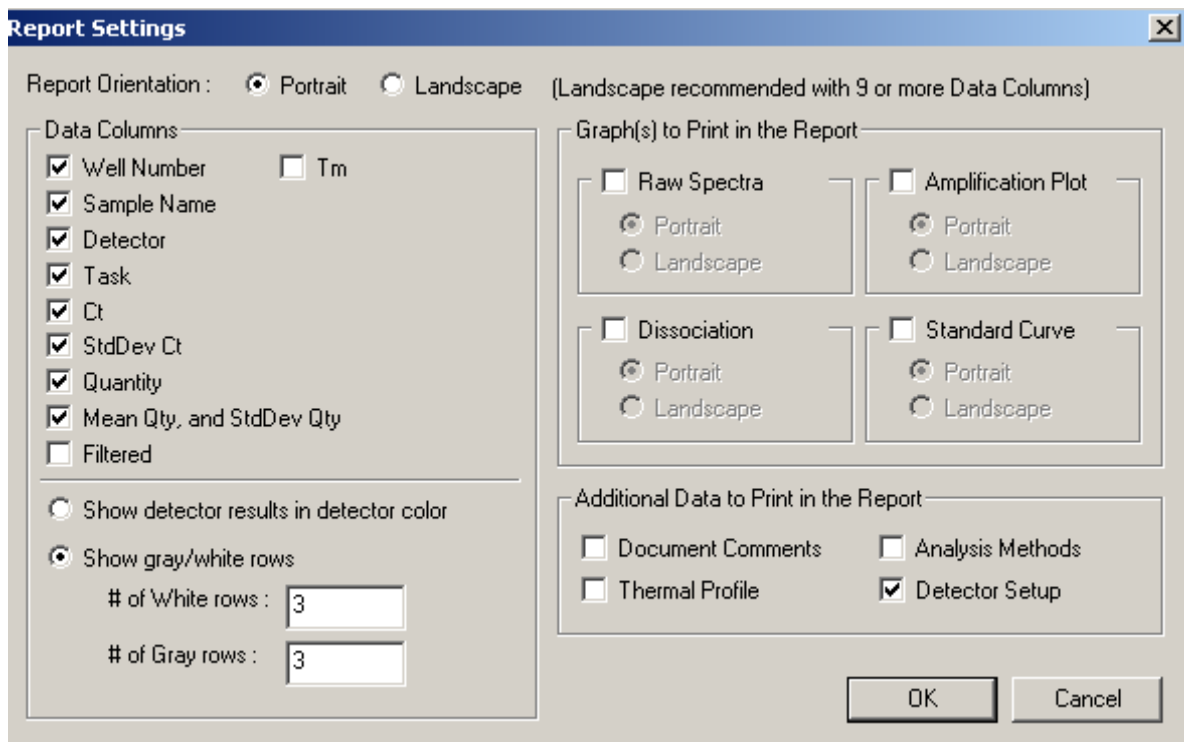 Report Settings
Report Orientation : Portrait Landscape (Landscape recommended with 9 or more Data Columns)
Data Columns
Well Number Tm
Sample Name
Detector
Task
Ct
StdDev Ct
Quantity
Mean Qty, and StdDev Qty
Filtered
Show detector results in detector color
Show gray/white rows
# of White rows : 3
# of Gray rows : 3
Graph(s) to Print in the Report
Raw Spectra
Portrait
Landscape
Amplification Plot
Portrait
Landscape
Dissociation
Portrait
Landscape
Standard Curve
Portrait
Landscape
Additional Data to Print in the Report
Document Comments Analysis Methods
Thermal Profile Detector Setup
OK Cancel